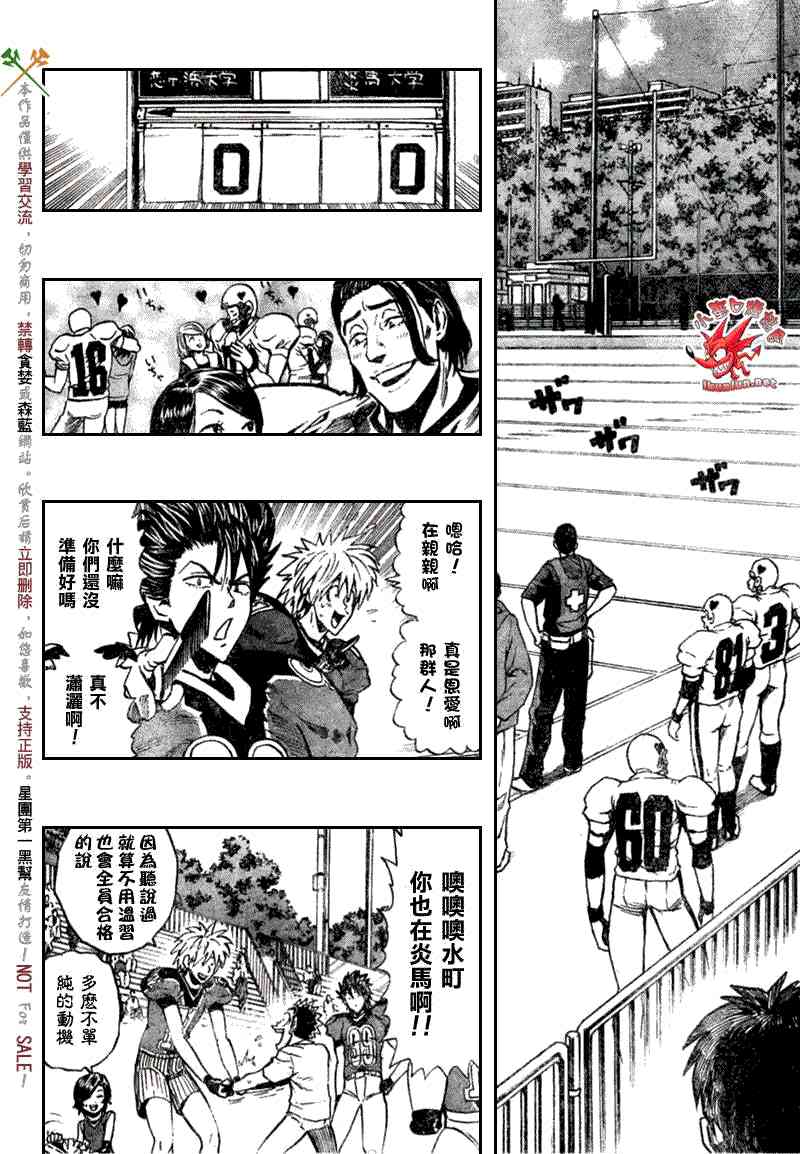 ザワ
ザワ
ザワ
3
81
60
恋ヶ浜大学
炎馬大学
0
0
16
嗯哈!
在親親啊
真是恩愛啊
那群人!
什麼嘛
你們還沒
準備好嗎
真不
瀟灑啊!
噢噢噢水町
你也在炎馬啊!!
因為聽說過
就算不用溫習
也會全員合格
的說
多麼不單
純的動機
99
1
本作品僅供學習交流,切勿商用,禁轉貪婪或森藍網站。欣賞后請立即刪除,如您喜歡,支持正版。星團第一黑幫友情打造—NOT For SALE—